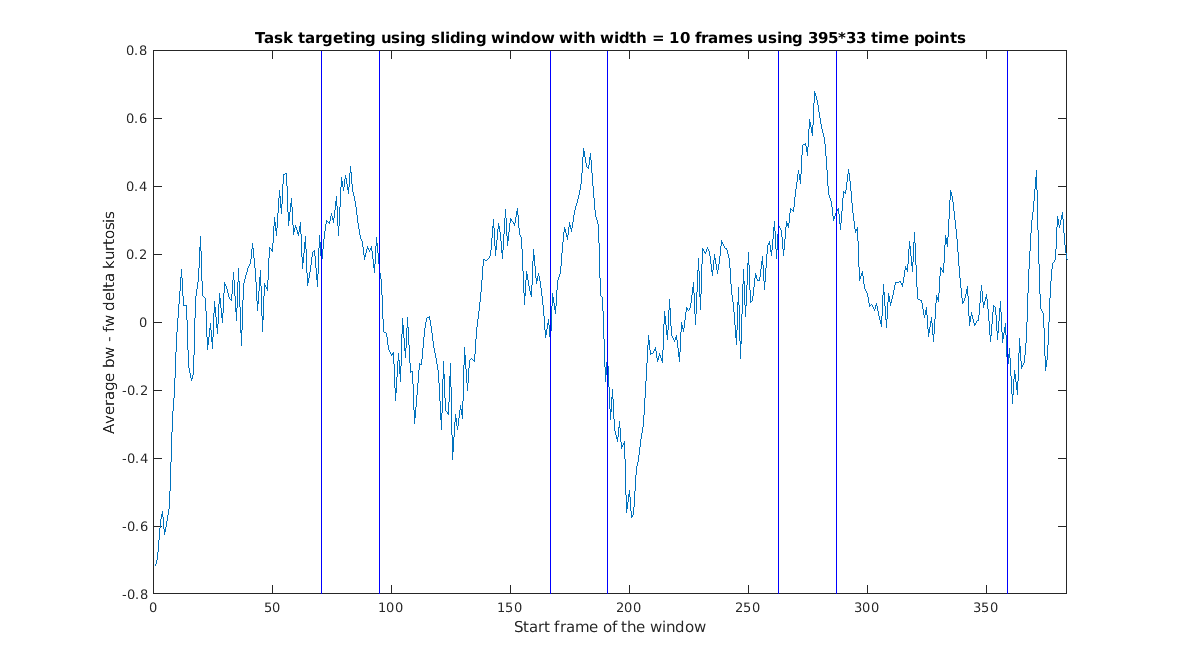 Task targeting using sliding window with width = 10 frames using 395*33 time points
Average bw - fw delta kurtosis
0.8
0.6
0.4
0.2
0
-0.2
-0.4
-0.6
-0.8
0 50 100 150 200 250 300 350
Start frame of the window